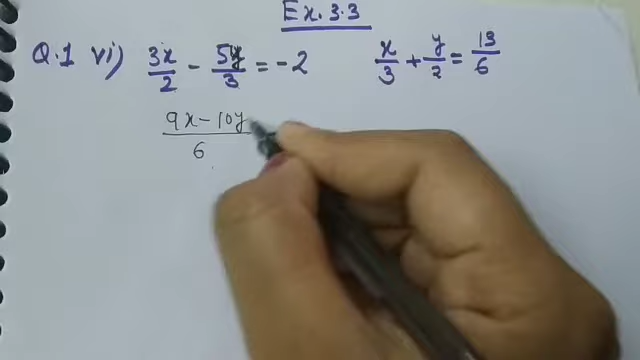 Ex. 3.3
Q.1 vi) 3x/2 - 5y/3 = -2 x/3 + y/2 = 13/6
9x - 10y/6